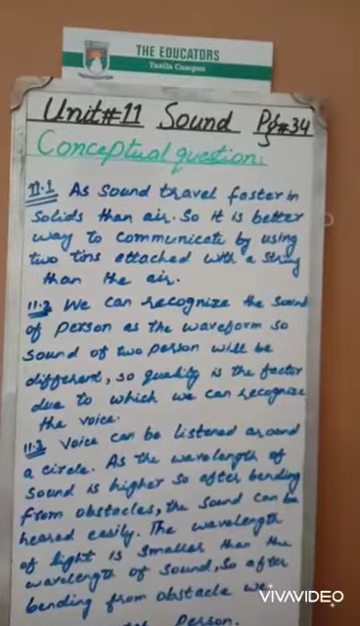 THE EDUCATORS
Taxila Campus
Unit#11 Sound Pg#34
Conceptual question:
11.1 As sound travel faster in
Solids than air. So it is better
way to communicate by using
two tins attached with a string
than the air.
11.2 We can recognize the sound
of person as the waveform so
sound of two person will be
different, so quality is the factor
due to which we can recognize
the voice.
11.3 Voice can be listened around
a circle. As the wavelength of
sound is higher so after bending
from obstacles, the sound can be
heared easily. The wavelength
of light is smaller than the
wavelength of sound, So after
bending from obstacle we
person.
VIVAVIDEO